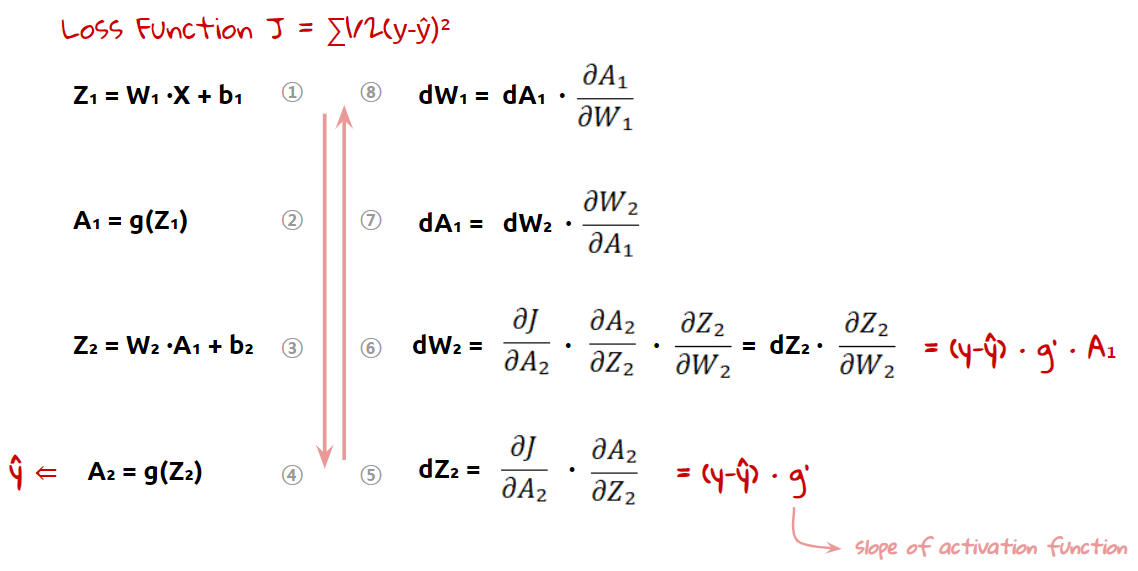 Loss Function J = ∑1/2(y-ŷ)²
Z₁ = W₁ ·X + b₁ ① ⑧ dW₁ = dA₁ · ∂A₁/∂W₁
A₁ = g(Z₁) ② ⑦ dA₁ = dW₂ · ∂W₂/∂A₁
Z₂ = W₂ ·A₁ + b₂ ③ ⑥ dW₂ = ∂J/∂A₂ · ∂A₂/∂Z₂ · ∂Z₂/∂W₂ = dZ₂ · ∂Z₂/∂W₂ = (y-ŷ) · g' · A₁
ŷ ⇐ A₂ = g(Z₂) ④ ⑤ dZ₂ = ∂J/∂A₂ · ∂A₂/∂Z₂ = (y-ŷ) · g'
slope of activation function